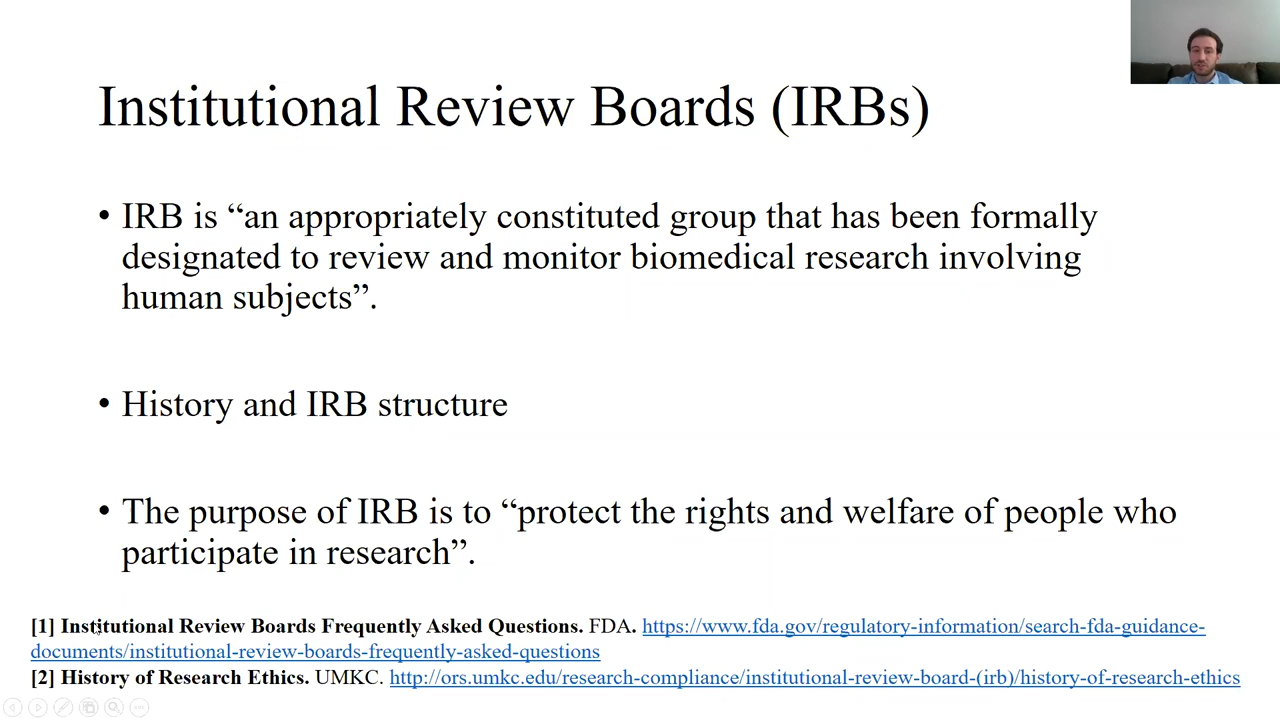 Institutional Review Boards (IRBs)
• IRB is “an appropriately constituted group that has been formally
designated to review and monitor biomedical research involving
human subjects”.
• History and IRB structure
• The purpose of IRB is to “protect the rights and welfare of people who
participate in research”.
[1] Institutional Review Boards Frequently Asked Questions. FDA. https://www.fda.gov/regulatory-information/search-fda-guidance-
documents/institutional-review-boards-frequently-asked-questions
[2] History of Research Ethics. UMKC. http://ors.umkc.edu/research-compliance/institutional-review-board-(irb)/history-of-research-ethics